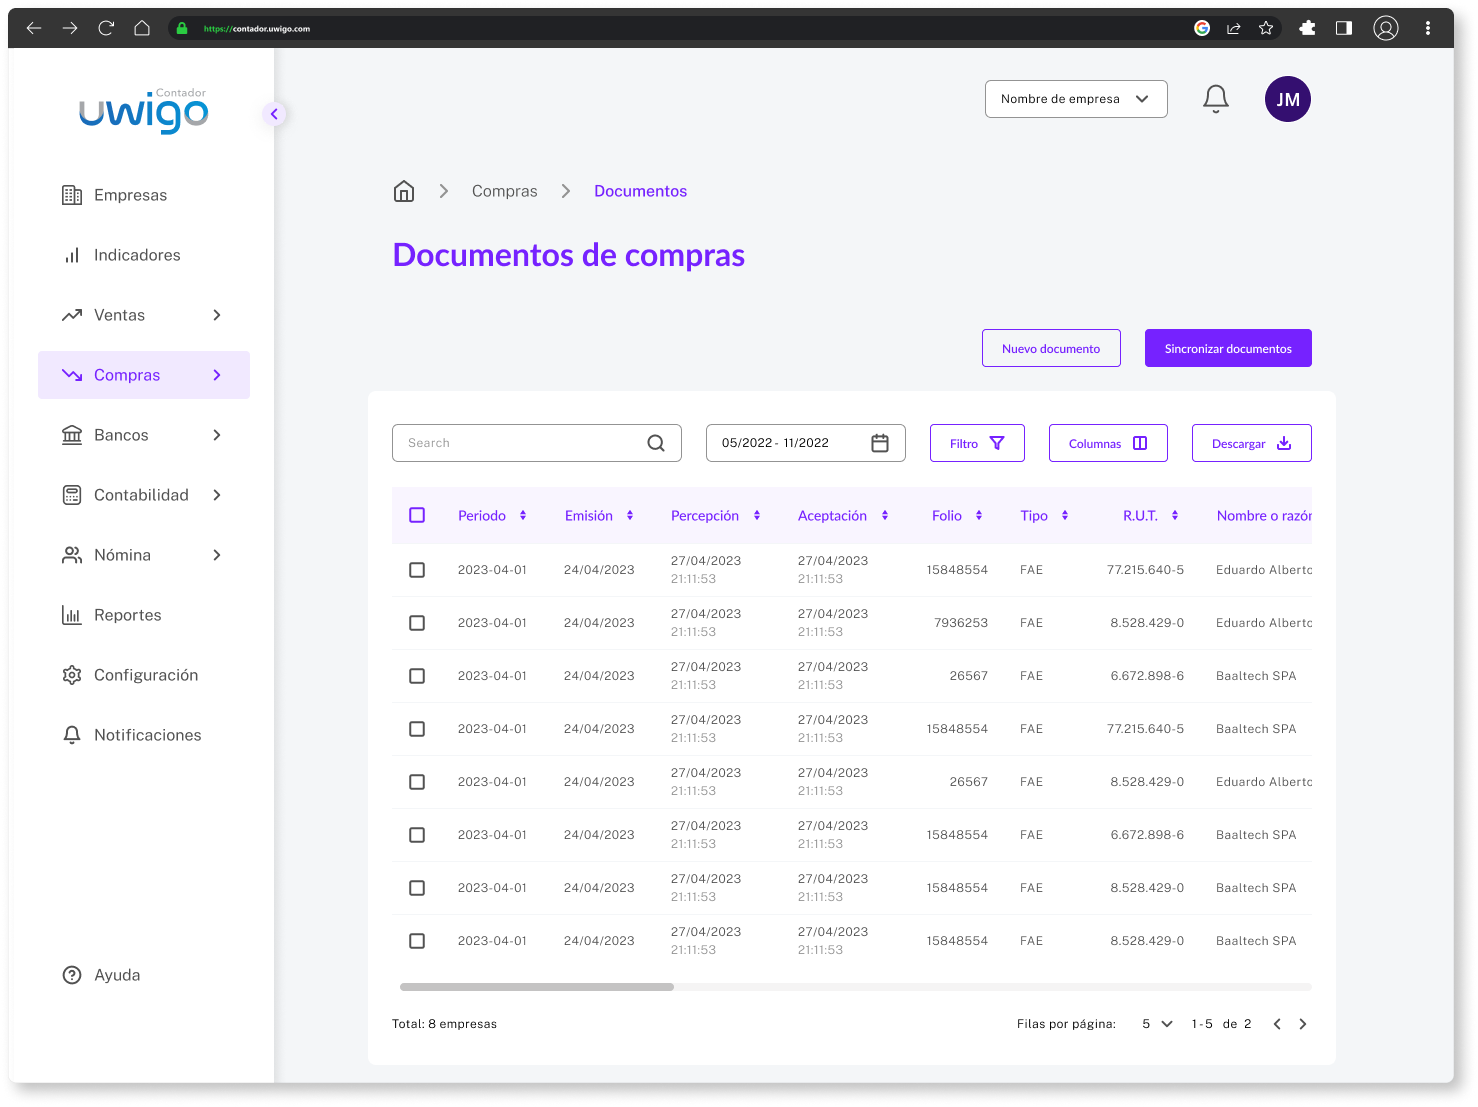 https://contador.uwigo.com
Contador
uwigo
Nombre de empresa
JM
Empresas
Indicadores
Ventas
Compras
Bancos
Contabilidad
Nómina
Reportes
Configuración
Notificaciones
Ayuda
Compras
Documentos
Documentos de compras
Nuevo documento
Sincronizar documentos
Search
05/2022 - 11/2022
Filtro
Columnas
Descargar
Periodo Emisión Percepción Aceptación Folio Tipo R.U.T. Nombre o razón
2023-04-01 24/04/2023 27/04/2023 21:11:53 27/04/2023 21:11:53 15848554 FAE 77.215.640-5 Eduardo Alberto
2023-04-01 24/04/2023 27/04/2023 21:11:53 27/04/2023 21:11:53 7936253 FAE 8.528.429-0 Eduardo Alberto
2023-04-01 24/04/2023 27/04/2023 21:11:53 27/04/2023 21:11:53 26567 FAE 6.672.898-6 Baaltech SPA
2023-04-01 24/04/2023 27/04/2023 21:11:53 27/04/2023 21:11:53 15848554 FAE 77.215.640-5 Baaltech SPA
2023-04-01 24/04/2023 27/04/2023 21:11:53 27/04/2023 21:11:53 26567 FAE 8.528.429-0 Eduardo Alberto
2023-04-01 24/04/2023 27/04/2023 21:11:53 27/04/2023 21:11:53 15848554 FAE 6.672.898-6 Baaltech SPA
2023-04-01 24/04/2023 27/04/2023 21:11:53 27/04/2023 21:11:53 15848554 FAE 8.528.429-0 Baaltech SPA
2023-04-01 24/04/2023 27/04/2023 21:11:53 27/04/2023 21:11:53 15848554 FAE 8.528.429-0 Baaltech SPA
Total: 8 empresas
Filas por página: 5 1-5 de 2